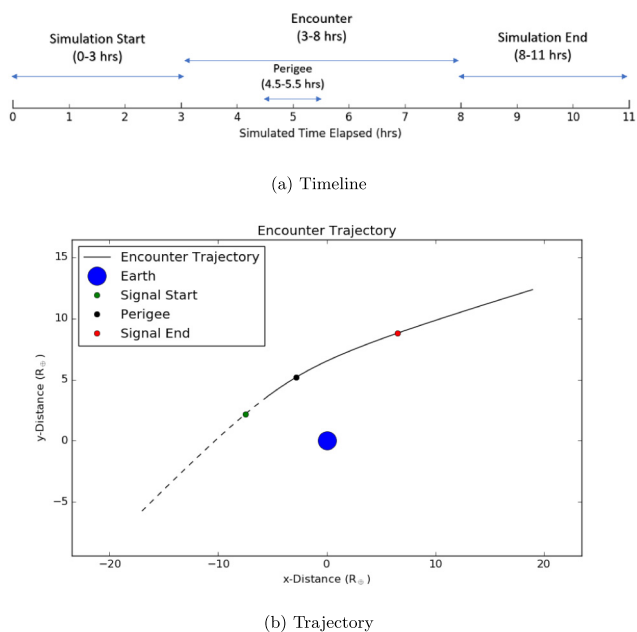 Encounter
(3-8 hrs)
Simulation Start
(0-3 hrs)
Simulation End
(8-11 hrs)
Perigee
(4.5-5.5 hrs)
0 1 2 3 4 5 6 7 8 9 10 11
Simulated Time Elapsed (hrs)
(a) Timeline
Encounter Trajectory
Encounter Trajectory
Earth
Signal Start
Perigee
Signal End
15
10
5
0
−5
y-Distance (R⊕)
−20 −10 0 10 20
x-Distance (R⊕)
(b) Trajectory